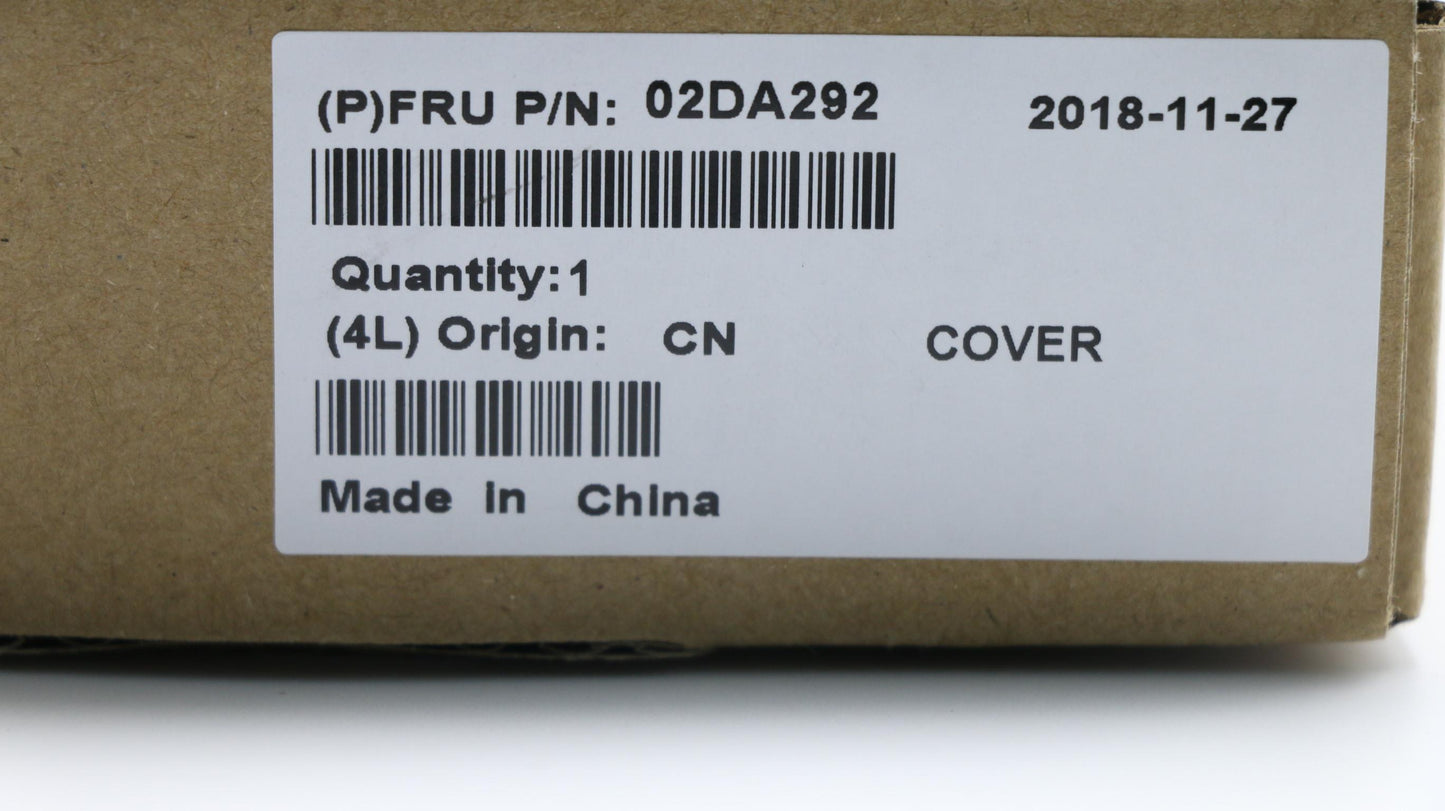 (P)FRU P/N: 02DA292 2018-11-27
Quantity: 1
(4L) Origin: CN COVER
Made in China